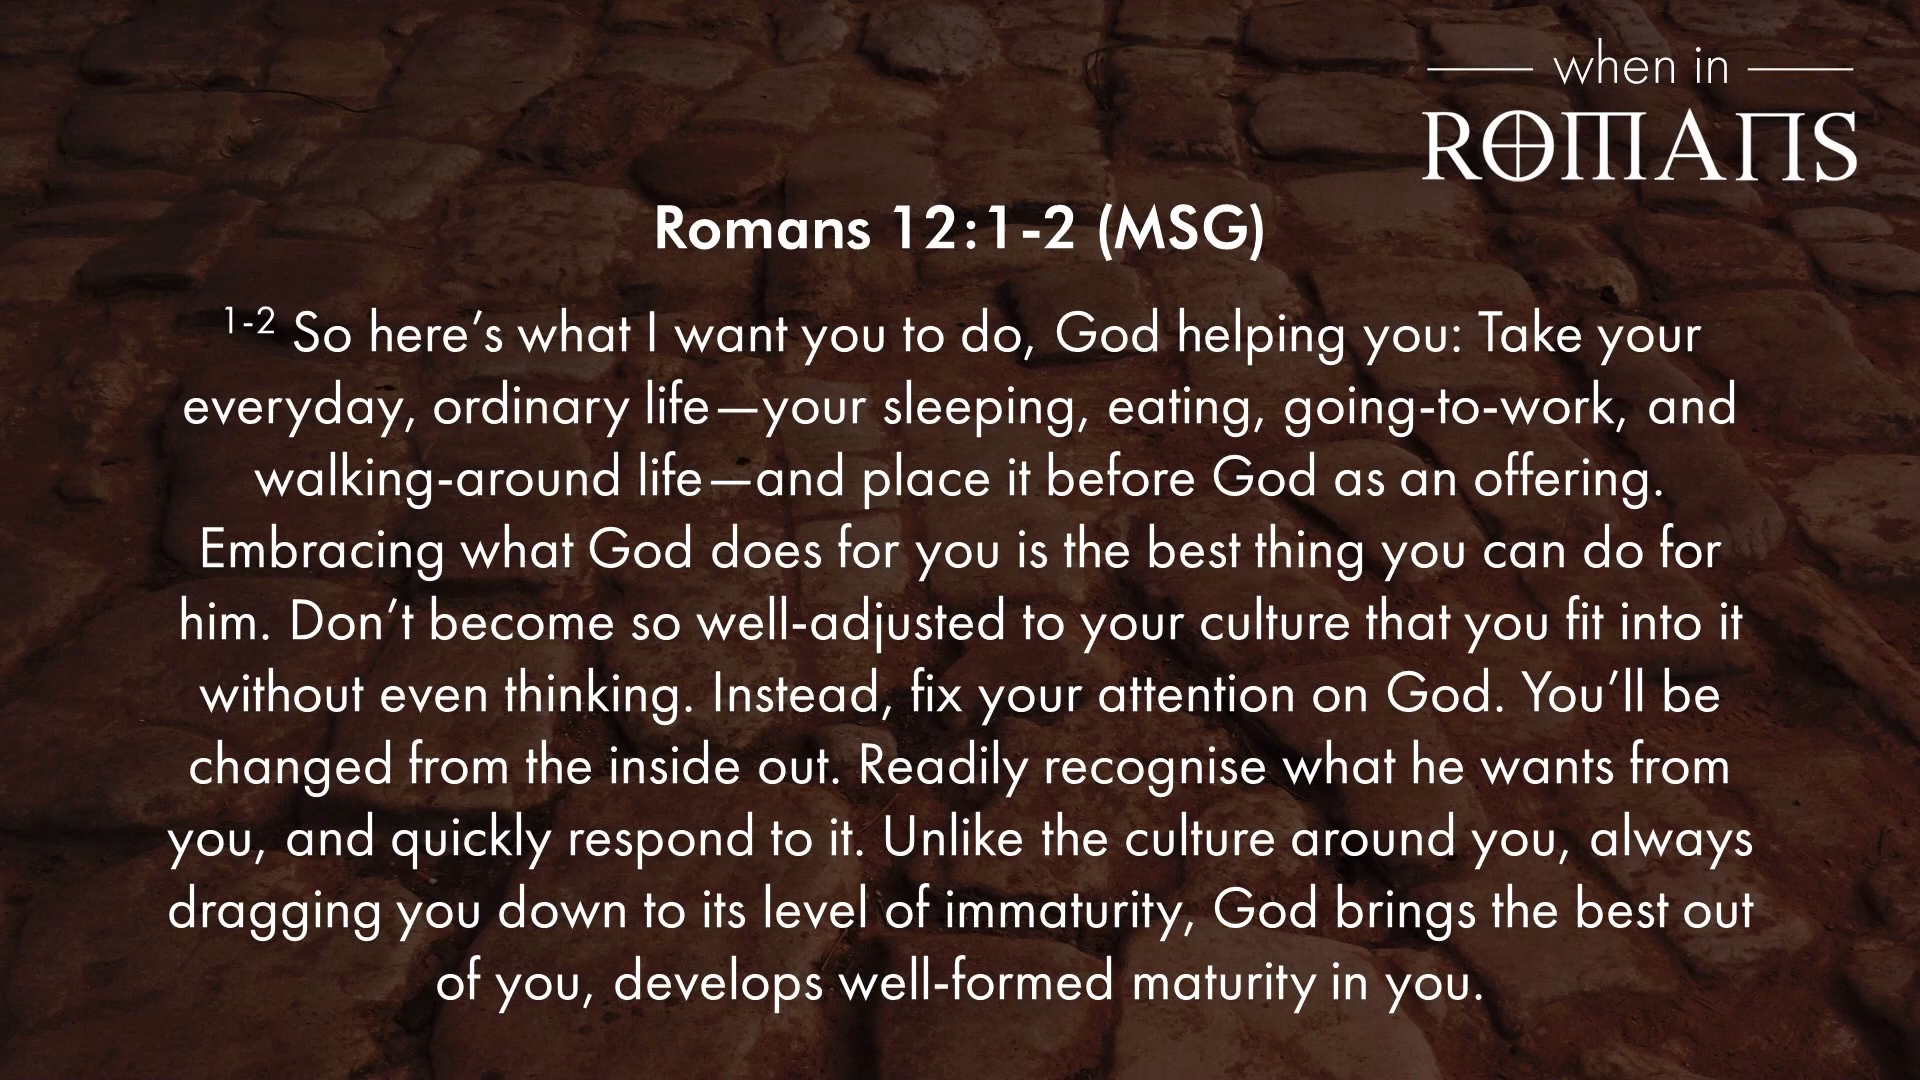 when in
ROMANS
Romans 12:1-2 (MSG)
1-2 So here’s what I want you to do, God helping you: Take your
everyday, ordinary life—your sleeping, eating, going-to-work, and
walking-around life—and place it before God as an offering.
Embracing what God does for you is the best thing you can do for
him. Don’t become so well-adjusted to your culture that you fit into it
without even thinking. Instead, fix your attention on God. You’ll be
changed from the inside out. Readily recognise what he wants from
you, and quickly respond to it. Unlike the culture around you, always
dragging you down to its level of immaturity, God brings the best out
of you, develops well-formed maturity in you.